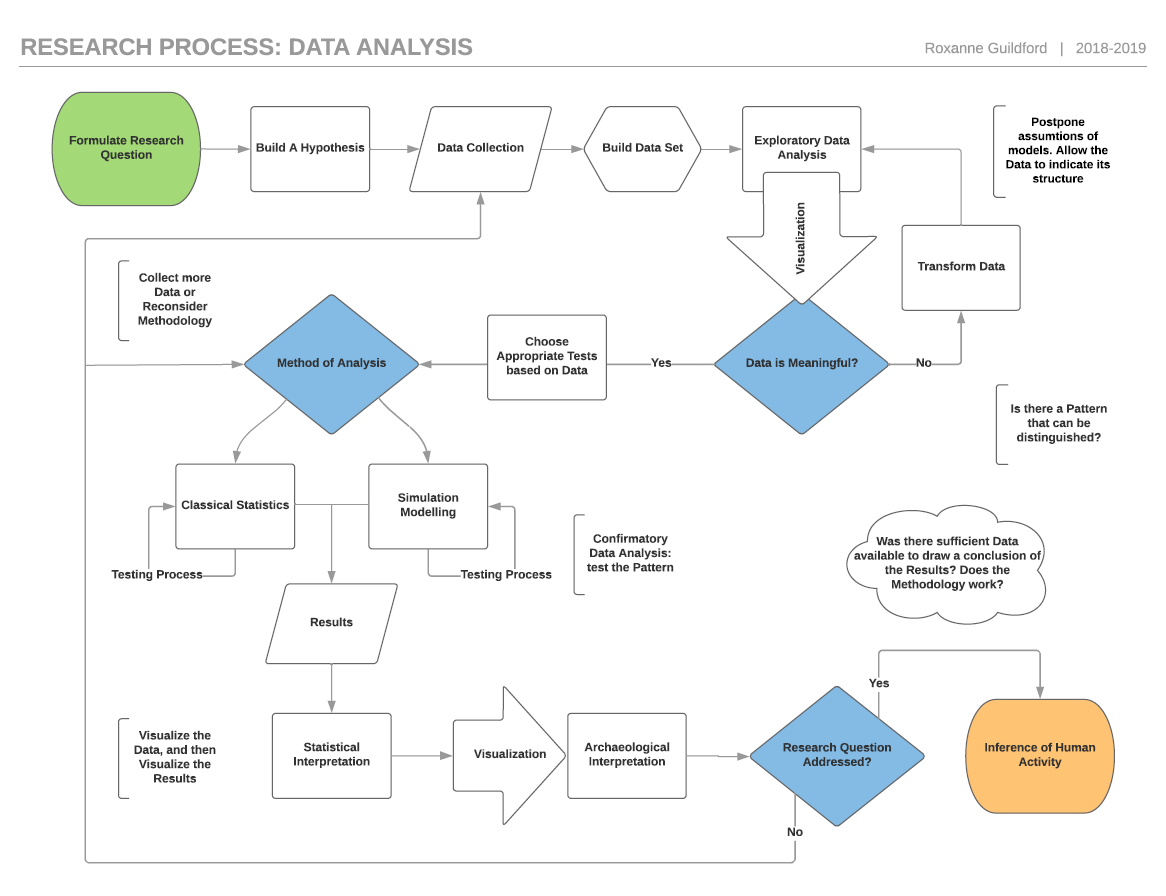 RESEARCH PROCESS: DATA ANALYSIS
Roxanne Guildford | 2018-2019
Formulate Research
Question
Build A Hypothesis
Data Collection
Build Data Set
Exploratory Data
Analysis
Postpone
assumtions of
models. Allow the
Data to indicate its
structure
Visualization
Transform Data
Collect more
Data or
Reconsider
Methodology
Method of Analysis
Choose
Appropriate Tests
based on Data
Yes
Data is Meaningful?
No
Is there a Pattern
that can be
distinguished?
Classical Statistics
Simulation
Modelling
Testing Process
Testing Process
Confirmatory
Data Analysis:
test the Pattern
Was there sufficient Data
available to draw a conclusion of
the Results? Does the
Methodology work?
Results
Yes
Visualize the
Data, and then
Visualize the
Results
Statistical
Interpretation
Visualization
Archaeological
Interpretation
Research Question
Addressed?
Inference of Human
Activity
No